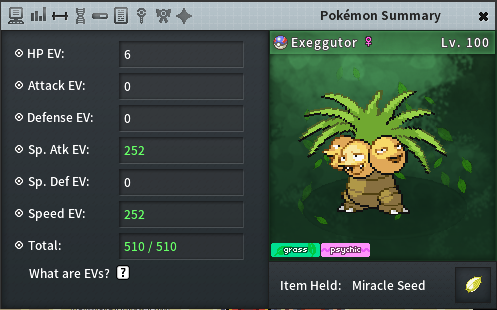 Pokémon Summary
HP EV: 6
Attack EV: 0
Defense EV: 0
Sp. Atk EV: 252
Sp. Def EV: 0
Speed EV: 252
Total: 510 / 510
What are EVs? ?
Exeggutor ♀ Lv. 100
grass psychic
Item Held: Miracle Seed